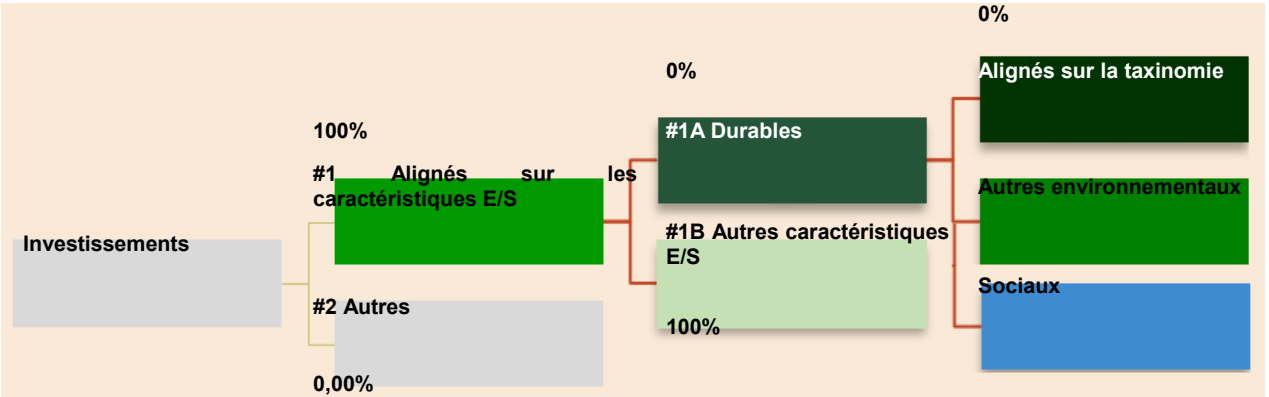 Investissements
100%
#1 Alignés sur les
caractéristiques E/S
#2 Autres
0,00%
0%
#1A Durables
#1B Autres caractéristiques
E/S
100%
0%
Alignés sur la taxinomie
Autres environnementaux
Sociaux